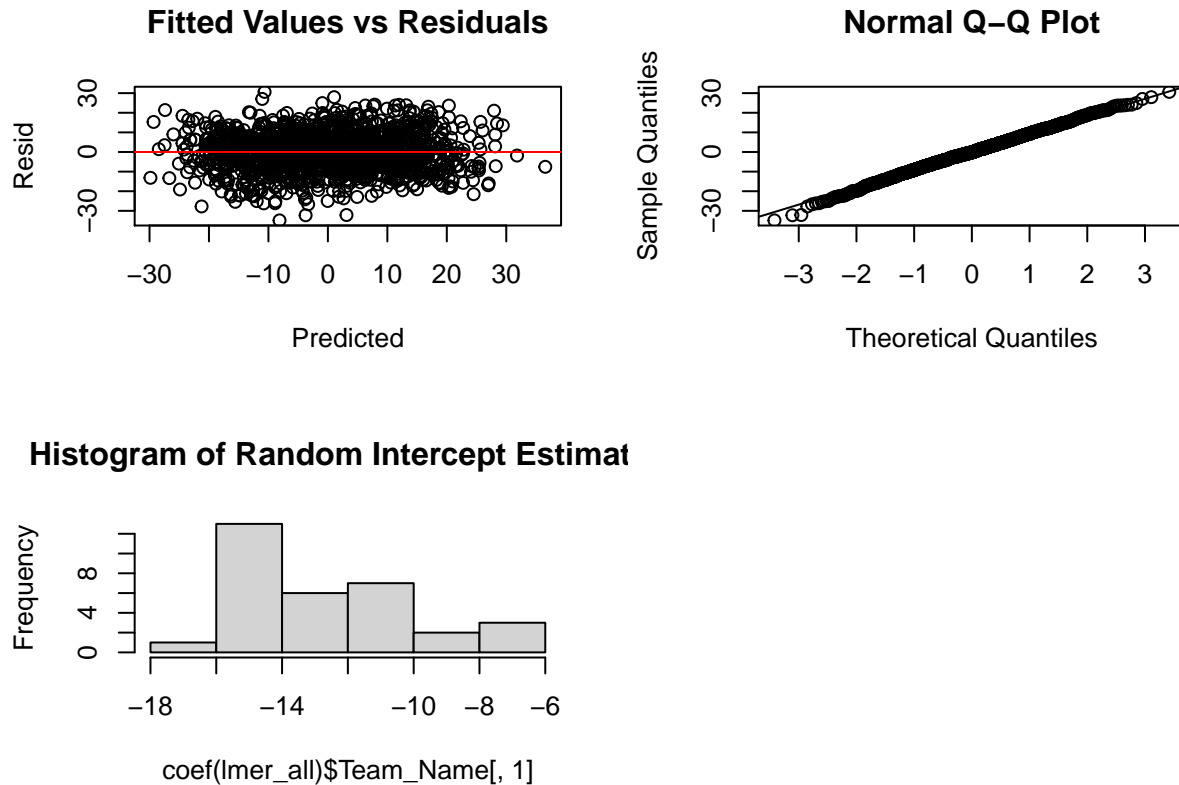 Fitted Values vs Residuals
Resid
30
0
−30
−30 −10 0 10 20 30
Predicted
Normal Q−Q Plot
Sample Quantiles
30
0
−30
−3 −2 −1 0 1 2 3
Theoretical Quantiles
Histogram of Random Intercept Estimat
Frequency
8
4
0
−18 −14 −10 −8 −6
coef(lmer_all)$Team_Name[, 1]